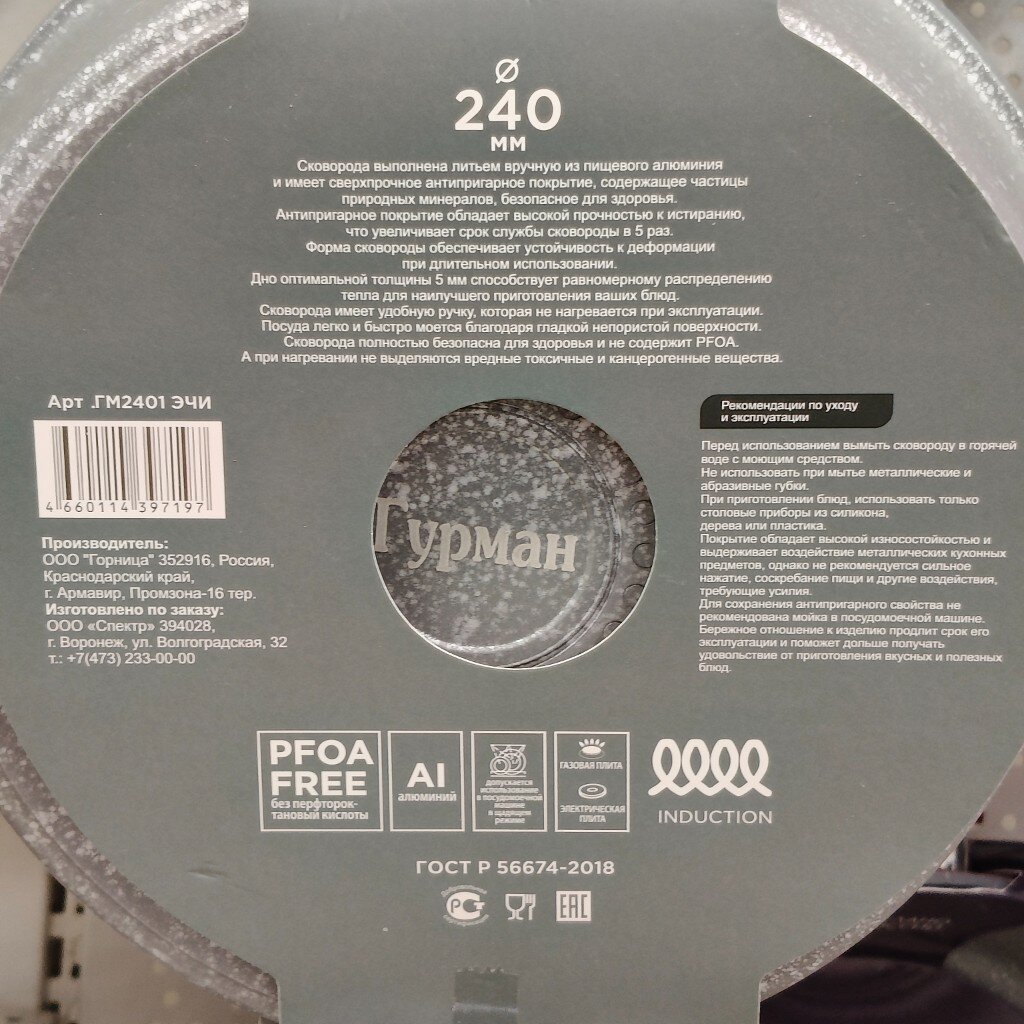 Ø
240
ММ
Сковорода выполнена литьем вручную из пищевого алюминия
и имеет сверхпрочное антипригарное покрытие, содержащее частицы
природных минералов, безопасное для здоровья.
Антипригарное покрытие обладает высокой прочностью к истиранию,
что увеличивает срок службы сковороды в 5 раз.
Форма сковороды обеспечивает устойчивость к деформации
при длительном использовании.
Дно оптимальной толщины 5 мм способствует равномерному распределению
тепла для наилучшего приготовления ваших блюд.
Сковорода имеет удобную ручку, которая не нагревается при эксплуатации.
Посуда легко и быстро моется благодаря гладкой непористой поверхности.
Сковорода полностью безопасна для здоровья и не содержит PFOA.
А при нагревании не выделяются вредные токсичные и канцерогенные вещества.
Арт .ГМ2401 ЭЧИ
4 660114 397197
Производитель:
ООО "Горница" 352916, Россия,
Краснодарский край,
г. Армавир, Промзона-16 тер.
Изготовлено по заказу:
ООО «Спектр» 394028,
г. Воронеж, ул. Волгоградская, 32
т.: +7(473) 233-00-00
Гурман
Рекомендации по уходу
и эксплуатации
Перед использованием вымыть сковороду в горячей
воде с моющим средством.
Не использовать при мытье металлические и
абразивные губки.
При приготовлении блюд, использовать только
столовые приборы из силикона,
дерева или пластика.
Покрытие обладает высокой износостойкостью и
выдерживает воздействие металлических кухонных
предметов, однако не рекомендуется сильное
нажатие, соскребание пищи и другие воздействия,
требующие усилия.
Для сохранения антипригарного свойства не
рекомендована мойка в посудомоечной машине.
Бережное отношение к изделию продлит срок его
эксплуатации и поможет дольше получать
удовольствие от приготовления вкусных и полезных
блюд.
PFOA
FREE
без перфторок-
тановый кислоты
Al
алюминий
допускается
использование
в посудомоечной
машине
в щадящем
режиме
ГАЗОВАЯ ПЛИТА
ЭЛЕКТРИЧЕСКАЯ
ПЛИТА
INDUCTION
ГОСТ Р 56674-2018
РСТ
EAC